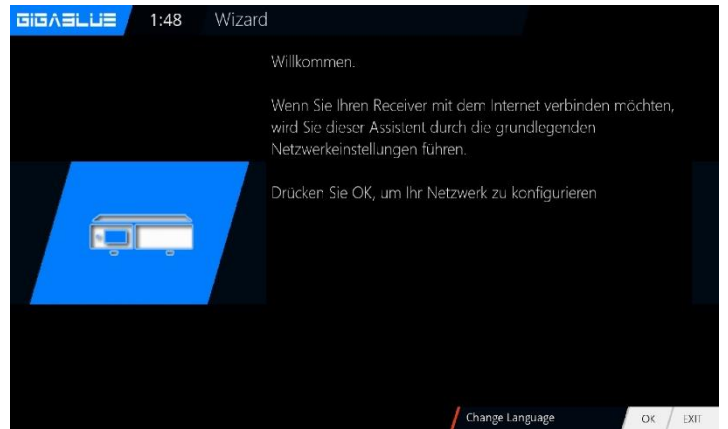 GIGABLUE 1:48 Wizard
Willkommen.
Wenn Sie Ihren Receiver mit dem Internet verbinden möchten,
wird Sie dieser Assistent durch die grundlegenden
Netzwerkeinstellungen führen.
Drücken Sie OK, um Ihr Netzwerk zu konfigurieren
Change Language OK EXIT